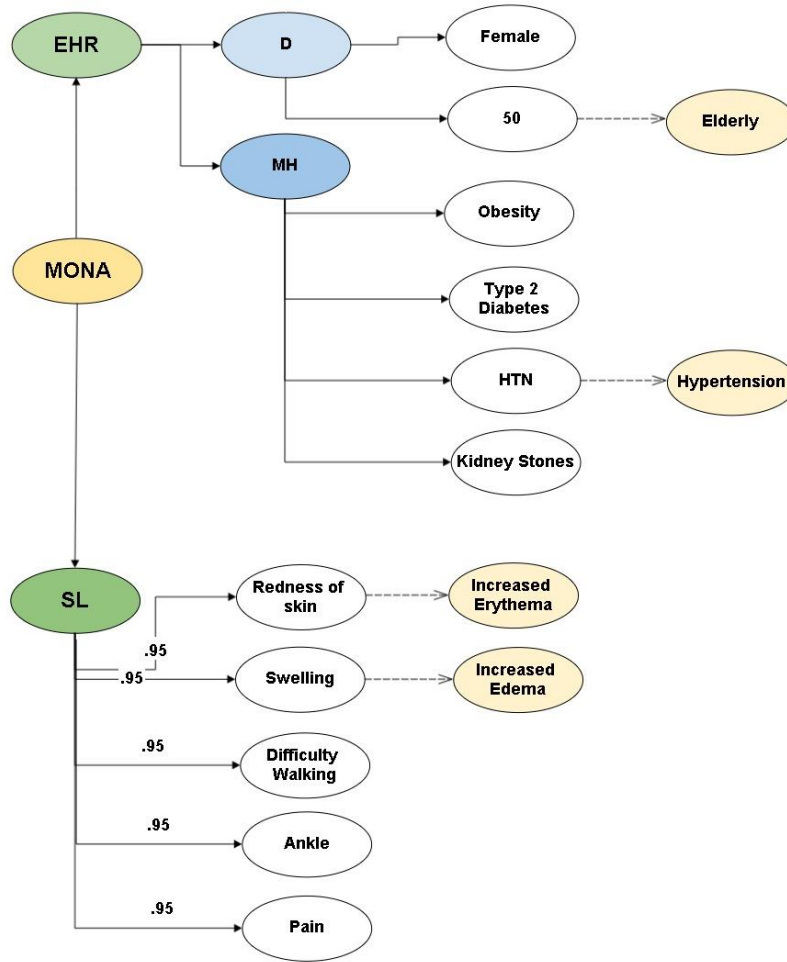 EHR
D
Female
50
Elderly
MH
Obesity
MONA
Type 2
Diabetes
HTN
Hypertension
Kidney Stones
SL
Redness of
skin
Increased
Erythema
.95
.95
Swelling
Increased
Edema
.95
Difficulty
Walking
.95
Ankle
.95
Pain